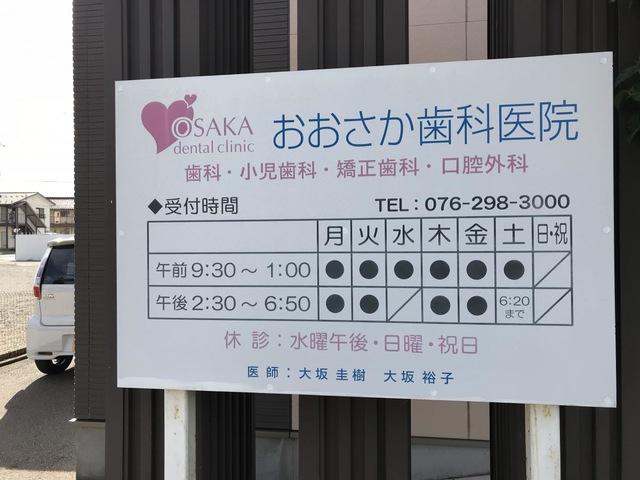 OSAKA
dental clinic
おおさか歯科医院
歯科・小児歯科・矯正歯科・口腔外科
◆受付時間 TEL：076-298-3000
月 火 水 木 金 土 日・祝
午前 9:30 〜 1:00 ● ● ● ● ● ● ／
午後 2:30 〜 6:50 ● ● ／ ● ● 6:20まで ／
休 診：水曜午後・日曜・祝日
医 師：大坂 圭樹 大坂 裕子